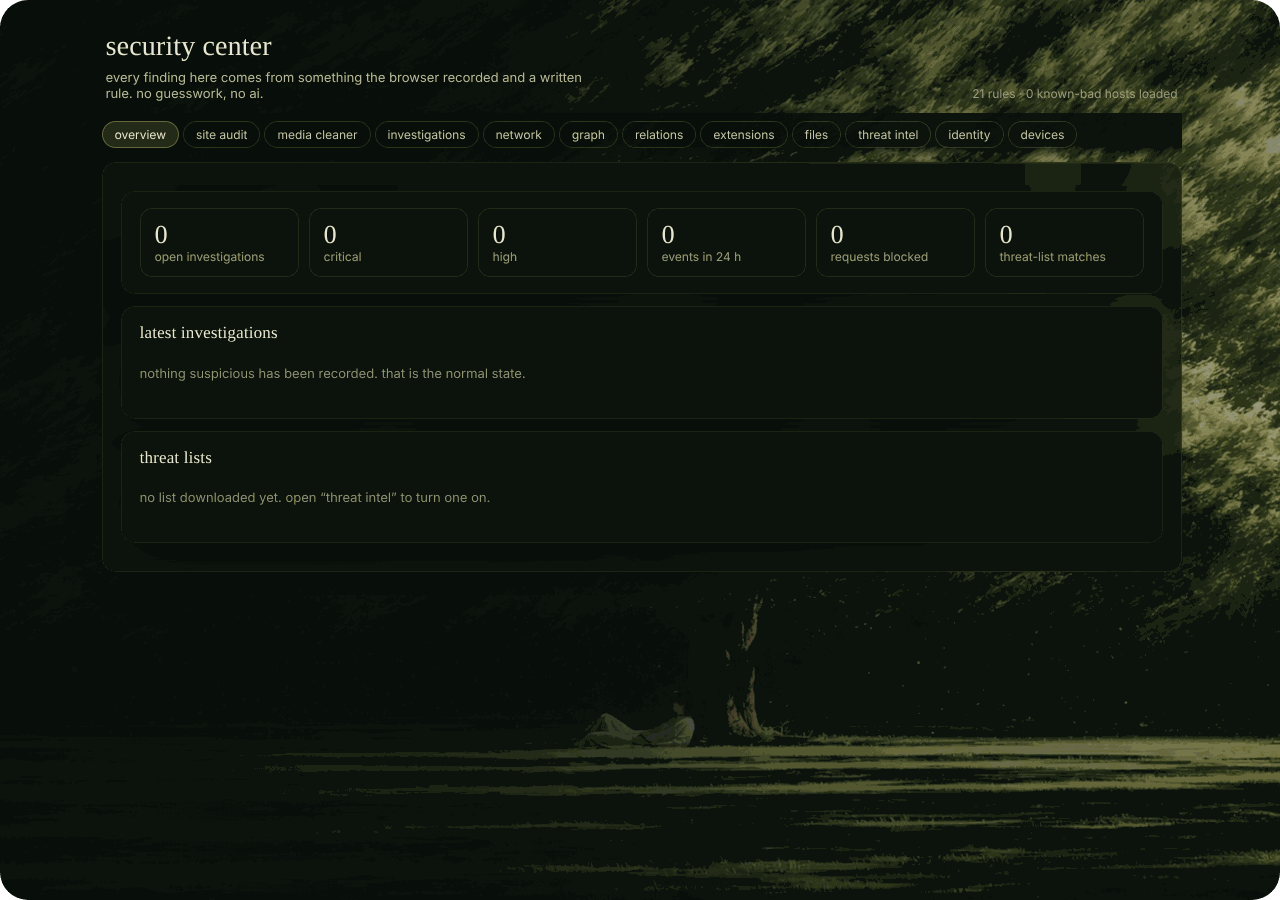 security center
every finding here comes from something the browser recorded and a written
rule. no guesswork, no ai.
21 rules · 0 known-bad hosts loaded
overview
site audit
media cleaner
investigations
network
graph
relations
extensions
files
threat intel
identity
devices
0
open investigations
0
critical
0
high
0
events in 24 h
0
requests blocked
0
threat-list matches
latest investigations
nothing suspicious has been recorded. that is the normal state.
threat lists
no list downloaded yet. open “threat intel” to turn one on.